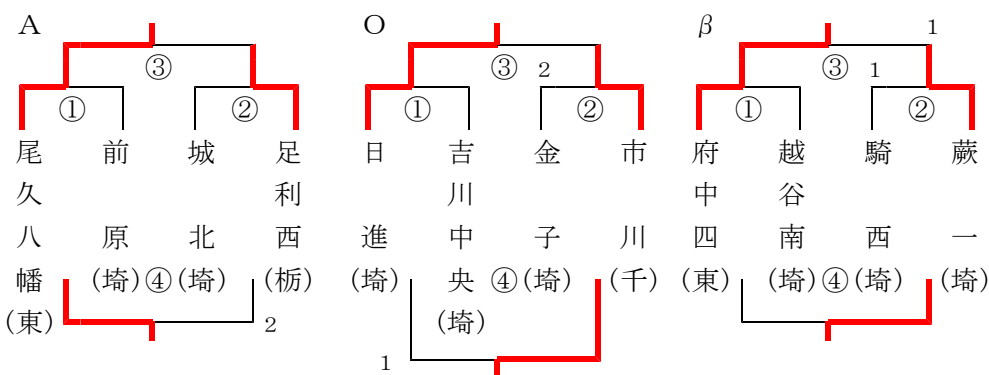 A O β 1
③ ③ 2 ③ 1
① ② ① ② ① ②
尾久八幡(東) 前原(埼) 城北(埼) 足利西(栃) 日進(埼) 吉川中央(埼) 金子(埼) 市川(千) 府中四(東) 越谷南(埼) 騎西(埼) 蕨一(埼)
④ ④ ④
2
1